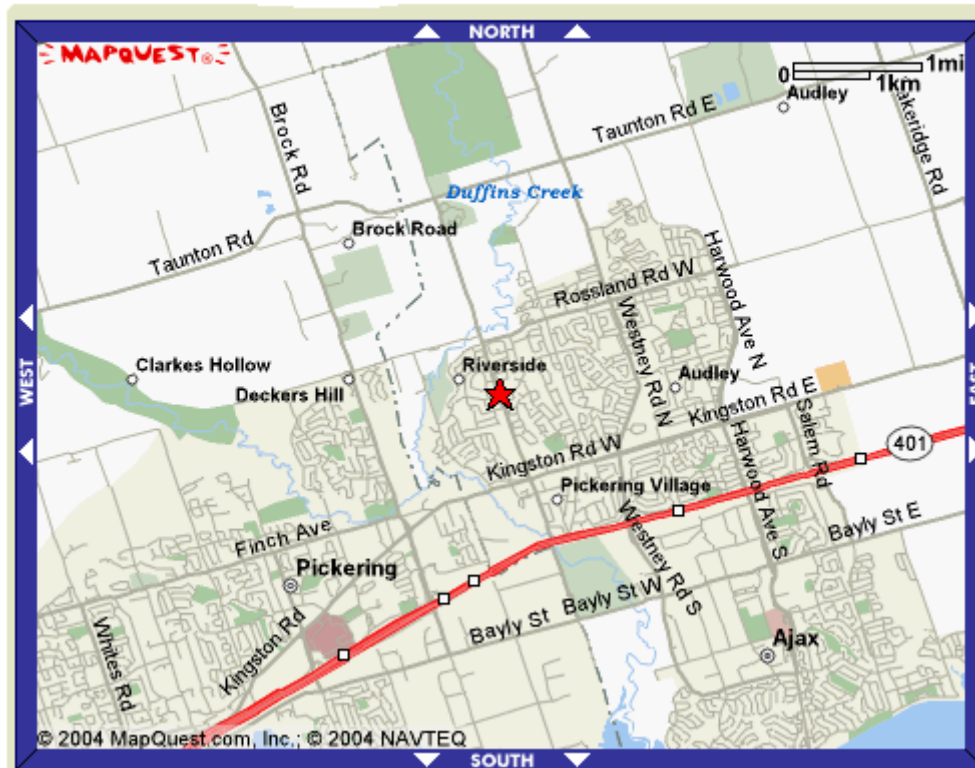 NORTH
MAPQUEST®
0 1mi
1km
Audley
Taunton Rd E
Brock Rd
Duffins Creek
Brock Road
Taunton Rd
Harwood Ave N
Rossland Rd W
Westney Rd N
WEST
Clarkes Hollow
Riverside
Audley
Deckers Hill
Kingston Rd E
Kingston Rd W
Salem Rd
401
Pickering Village
Harwood Ave S
Finch Ave
Westney Rd S
Bayly St E
Pickering
Bayly St W
Bayly St
Whites Rd
Kingston Rd
Ajax
© 2004 MapQuest.com, Inc.; © 2004 NAVTEQ
SOUTH